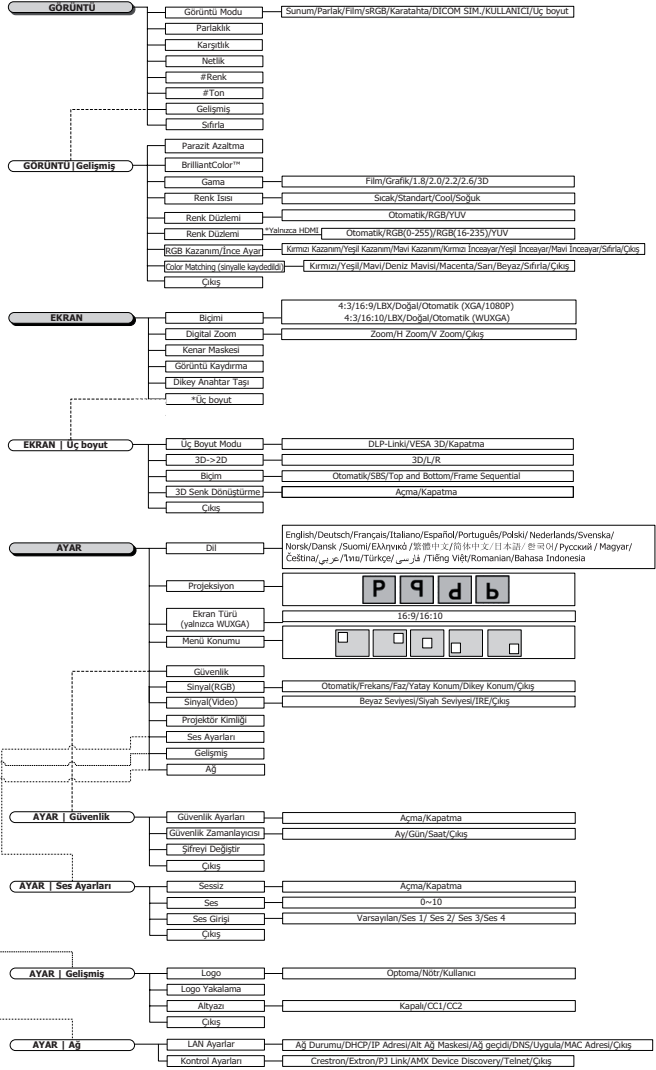 GÖRÜNTÜ
Görüntü Modu
Sunum/Parlak/Film/sRGB/Karatahta/DICOM SIM./KULLANICI/Üç boyut
Parlaklık
Karşıtlık
Netlik
#Renk
#Ton
Gelişmiş
Sıfırla
GÖRÜNTÜ|Gelişmiş
Parazit Azaltma
BrilliantColor™
Gama
Film/Grafik/1.8/2.0/2.2/2.6/3D
Renk Isısı
Sıcak/Standart/Cool/Soğuk
Renk Düzlemi
Otomatik/RGB/YUV
Renk Düzlemi
*Yalnızca HDMI
Otomatik/RGB(0-255)/RGB(16-235)/YUV
RGB Kazanım/İnce Ayar
Kırmızı Kazanım/Yeşil Kazanım/Mavi Kazanım/Kırmızı İnceayar/Yeşil İnceayar/Mavi İnceayar/Sıfırla/Çıkış
Color Matching (sinyalle kaydedildi)
Kırmızı/Yeşil/Mavi/Deniz Mavisi/Macenta/Sarı/Beyaz/Sıfırla/Çıkış
Çıkış
EKRAN
Biçimi
4:3/16:9/LBX/Doğal/Otomatik (XGA/1080P)
4:3/16:10/LBX/Doğal/Otomatik (WUXGA)
Digital Zoom
Zoom/H Zoom/V Zoom/Çıkış
Kenar Maskesi
Görüntü Kaydırma
Dikey Anahtar Taşı
*Üç boyut
EKRAN | Üç boyut
Üç Boyut Modu
DLP-Linki/VESA 3D/Kapatma
3D->2D
3D/L/R
Biçim
Otomatik/SBS/Top and Bottom/Frame Sequential
3D Senk Dönüştürme
Açma/Kapatma
Çıkış
AYAR
Dil
English/Deutsch/Français/Italiano/Español/Português/Polski/ Nederlands/Svenska/
Norsk/Dansk /Suomi/Ελληνικά /繁體中文/简体中文/日本語/ 한국어/Русский / Magyar/
Čeština/عربي/ไทย/Türkçe/فارسی /Tiếng Việt/Romanian/Bahasa Indonesia
Projeksiyon
P P P P
Ekran Türü
(yalnızca WUXGA)
16:9/16:10
Menü Konumu
Güvenlik
Sinyal(RGB)
Otomatik/Frekans/Faz/Yatay Konum/Dikey Konum/Çıkış
Sinyal(Video)
Beyaz Seviyesi/Siyah Seviyesi/IRE/Çıkış
Projektör Kimliği
Ses Ayarları
Gelişmiş
Ağ
AYAR | Güvenlik
Güvenlik Ayarları
Açma/Kapatma
Güvenlik Zamanlayıcısı
Ay/Gün/Saat/Çıkış
Şifreyi Değiştir
Çıkış
AYAR | Ses Ayarları
Sessiz
Açma/Kapatma
Ses
0~10
Ses Girişi
Varsayılan/Ses 1/ Ses 2/ Ses 3/Ses 4
Çıkış
AYAR | Gelişmiş
Logo
Optoma/Nötr/Kullanıcı
Logo Yakalama
Altyazı
Kapalı/CC1/CC2
Çıkış
AYAR | Ağ
LAN Ayarlar
Ağ Durumu/DHCP/IP Adresi/Alt Ağ Maskesi/Ağ geçidi/DNS/Uygula/MAC Adresi/Çıkış
Kontrol Ayarları
Crestron/Extron/PJ Link/AMX Device Discovery/Telnet/Çıkış